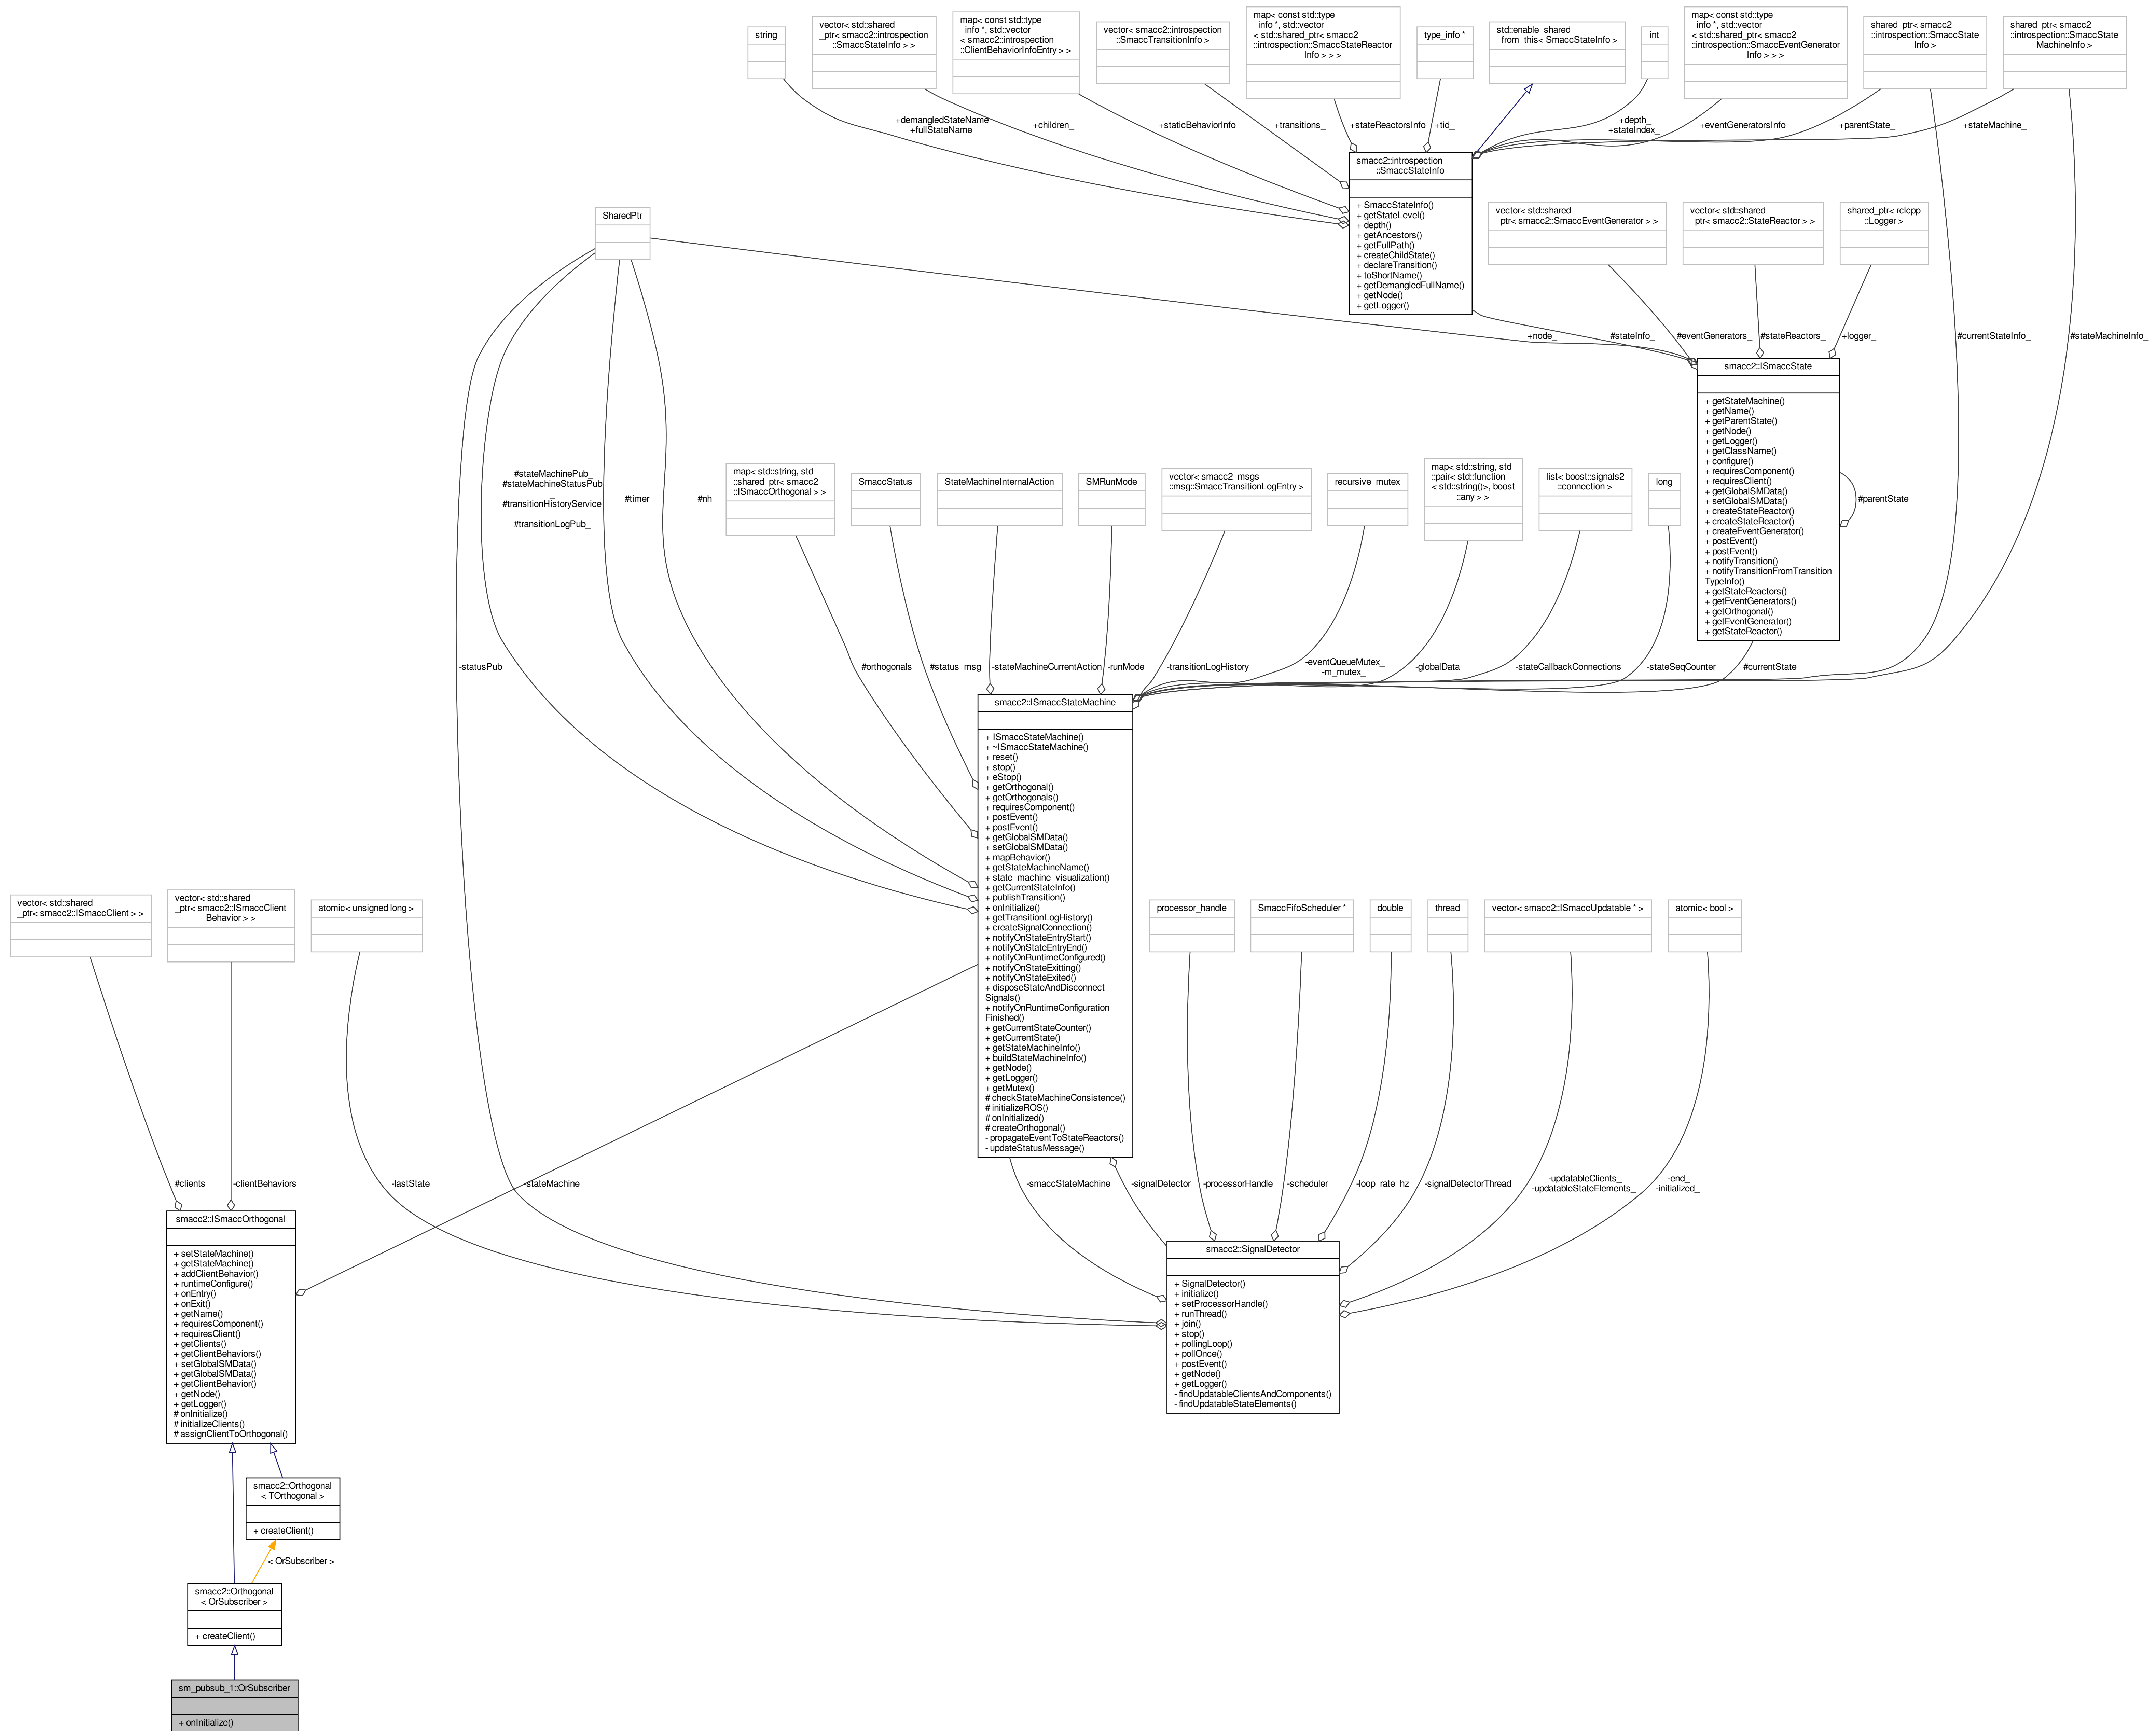 string
vector< std::shared
_ptr< smacc2::introspection
::SmaccStateInfo > >
map< const std::type
_info *, std::vector
< smacc2::introspection
::ClientBehaviorInfoEntry > >
vector< smacc2::introspection
::SmaccTransitionInfo >
map< const std::type
_info *, std::vector
< std::shared_ptr< smacc2
::introspection::SmaccStateReactor
Info > > >
type_info *
std::enable_shared
_from_this< SmaccStateInfo >
int
map< const std::type
_info *, std::vector
< std::shared_ptr< smacc2
::introspection::SmaccEventGenerator
Info > > >
shared_ptr< smacc2
::introspection::SmaccState
Info >
shared_ptr< smacc2
::introspection::SmaccState
MachineInfo >
+demangledStateName
+fullStateName
+children_
+staticBehaviorInfo
+transitions_
+stateReactorsInfo
+tid_
+depth_
+stateIndex_
+eventGeneratorsInfo
+parentState_
+stateMachine_
smacc2::introspection
::SmaccStateInfo
+ SmaccStateInfo()
+ getStateLevel()
+ depth()
+ getAncestors()
+ getFullPath()
+ createChildState()
+ declareTransition()
+ toShortName()
+ getDemangledFullName()
+ getNode()
+ getLogger()
SharedPtr
vector< std::shared
_ptr< smacc2::SmaccEventGenerator > >
vector< std::shared
_ptr< smacc2::StateReactor > >
shared_ptr< rclcpp
::Logger >
+node_
#stateInfo_
#eventGenerators_
#stateReactors_
+logger_
#currentStateInfo_
#stateMachineInfo_
smacc2::ISmaccState
+ getStateMachine()
+ getName()
+ getParentState()
+ getNode()
+ getLogger()
+ getClassName()
+ configure()
+ requiresComponent()
+ requiresClient()
+ getGlobalSMData()
+ setGlobalSMData()
+ createStateReactor()
+ createStateReactor()
+ createEventGenerator()
+ postEvent()
+ postEvent()
+ notifyTransition()
+ notifyTransitionFromTransition
TypeInfo()
+ getStateReactors()
+ getEventGenerators()
+ getOrthogonal()
+ getEventGenerator()
+ getStateReactor()
#parentState_
#stateMachinePub_
#stateMachineStatusPub
_
#transitionHistoryService
_
#transitionLogPub_
#timer_
#nh_
map< std::string, std
::shared_ptr< smacc2
::ISmaccOrthogonal > >
SmaccStatus
StateMachineInternalAction
SMRunMode
vector< smacc2_msgs
::msg::SmaccTransitionLogEntry >
recursive_mutex
map< std::string, std
::pair< std::function
< std::string()>, boost
::any > >
list< boost::signals2
::connection >
long
-statusPub_
#orthogonals_
#status_msg_
-stateMachineCurrentAction
-runMode_
-transitionLogHistory_
-eventQueueMutex_
-m_mutex_
-globalData_
-stateCallbackConnections
-stateSeqCounter_
#currentState_
smacc2::ISmaccStateMachine
+ ISmaccStateMachine()
+ ~ISmaccStateMachine()
+ reset()
+ stop()
+ eStop()
+ getOrthogonal()
+ getOrthogonals()
+ requiresComponent()
+ postEvent()
+ postEvent()
+ getGlobalSMData()
+ setGlobalSMData()
+ mapBehavior()
+ getStateMachineName()
+ state_machine_visualization()
+ getCurrentStateInfo()
+ publishTransition()
+ onInitialize()
+ getTransitionLogHistory()
+ createSignalConnection()
+ notifyOnStateEntryStart()
+ notifyOnStateEntryEnd()
+ notifyOnRuntimeConfigured()
+ notifyOnStateExitting()
+ notifyOnStateExited()
+ disposeStateAndDisconnect
Signals()
+ notifyOnRuntimeConfiguration
Finished()
+ getCurrentStateCounter()
+ getCurrentState()
+ getStateMachineInfo()
+ buildStateMachineInfo()
+ getNode()
+ getLogger()
+ getMutex()
# checkStateMachineConsistence()
# initializeROS()
# onInitialized()
# createOrthogonal()
- propagateEventToStateReactors()
- updateStatusMessage()
vector< std::shared
_ptr< smacc2::ISmaccClient > >
vector< std::shared
_ptr< smacc2::ISmaccClient
Behavior > >
atomic< unsigned long >
processor_handle
SmaccFifoScheduler *
double
thread
vector< smacc2::ISmaccUpdatable * >
atomic< bool >
#clients_
-clientBehaviors_
-lastState_
-stateMachine_
-smaccStateMachine_
-signalDetector_
-processorHandle_
-scheduler_
-loop_rate_hz
-signalDetectorThread_
-updatableClients_
-updatableStateElements_
-end_
-initialized_
smacc2::ISmaccOrthogonal
+ setStateMachine()
+ getStateMachine()
+ addClientBehavior()
+ runtimeConfigure()
+ onEntry()
+ onExit()
+ getName()
+ requiresComponent()
+ requiresClient()
+ getClients()
+ getClientBehaviors()
+ setGlobalSMData()
+ getGlobalSMData()
+ getClientBehavior()
+ getNode()
+ getLogger()
# onInitialize()
# initializeClients()
# assignClientToOrthogonal()
smacc2::SignalDetector
+ SignalDetector()
+ initialize()
+ setProcessorHandle()
+ runThread()
+ join()
+ stop()
+ pollingLoop()
+ pollOnce()
+ postEvent()
+ getNode()
+ getLogger()
- findUpdatableClientsAndComponents()
- findUpdatableStateElements()
smacc2::Orthogonal
< TOrthogonal >
+ createClient()
< OrSubscriber >
smacc2::Orthogonal
< OrSubscriber >
+ createClient()
sm_pubsub_1::OrSubscriber
+ onInitialize()